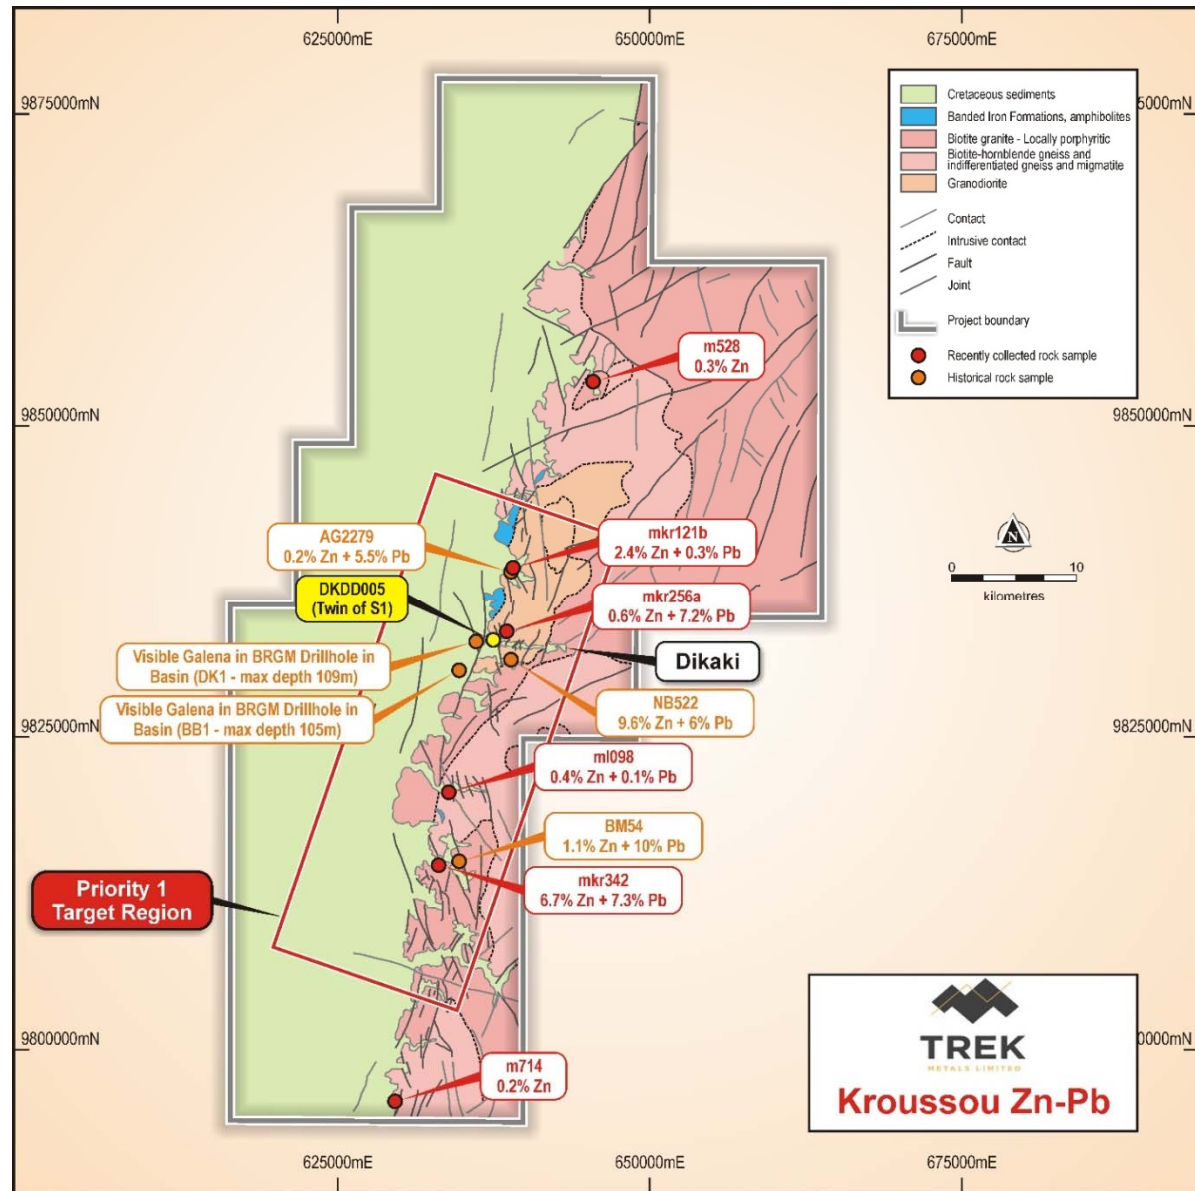 625000mE
650000mE
675000mE
9875000mN
5000mN
Cretaceous sediments
Banded Iron Formations, amphibolites
Biotite granite - Locally porphyritic
Biotite-hornblende gneiss and
indifferentiated gneiss and migmatite
Granodiorite
Contact
Intrusive contact
Fault
Joint
Project boundary
Recently collected rock sample
Historical rock sample
m528
0.3% Zn
9850000mN
9850000mN
AG2279
0.2% Zn + 5.5% Pb
mkr121b
2.4% Zn + 0.3% Pb
N
0
10
kilometres
DKDD005
(Twin of S1)
mkr256a
0.6% Zn + 7.2% Pb
Visible Galena in BRGM Drillhole in
Basin (DK1 - max depth 109m)
Dikaki
Visible Galena in BRGM Drillhole in
Basin (BB1 - max depth 105m)
NB522
9.6% Zn + 6% Pb
9825000mN
9825000mN
ml098
0.4% Zn + 0.1% Pb
BM54
1.1% Zn + 10% Pb
mkr342
6.7% Zn + 7.3% Pb
Priority 1
Target Region
9800000mN
0000mN
m714
0.2% Zn
TREK
METALS LIMITED
Kroussou Zn-Pb
625000mE
650000mE
675000mE